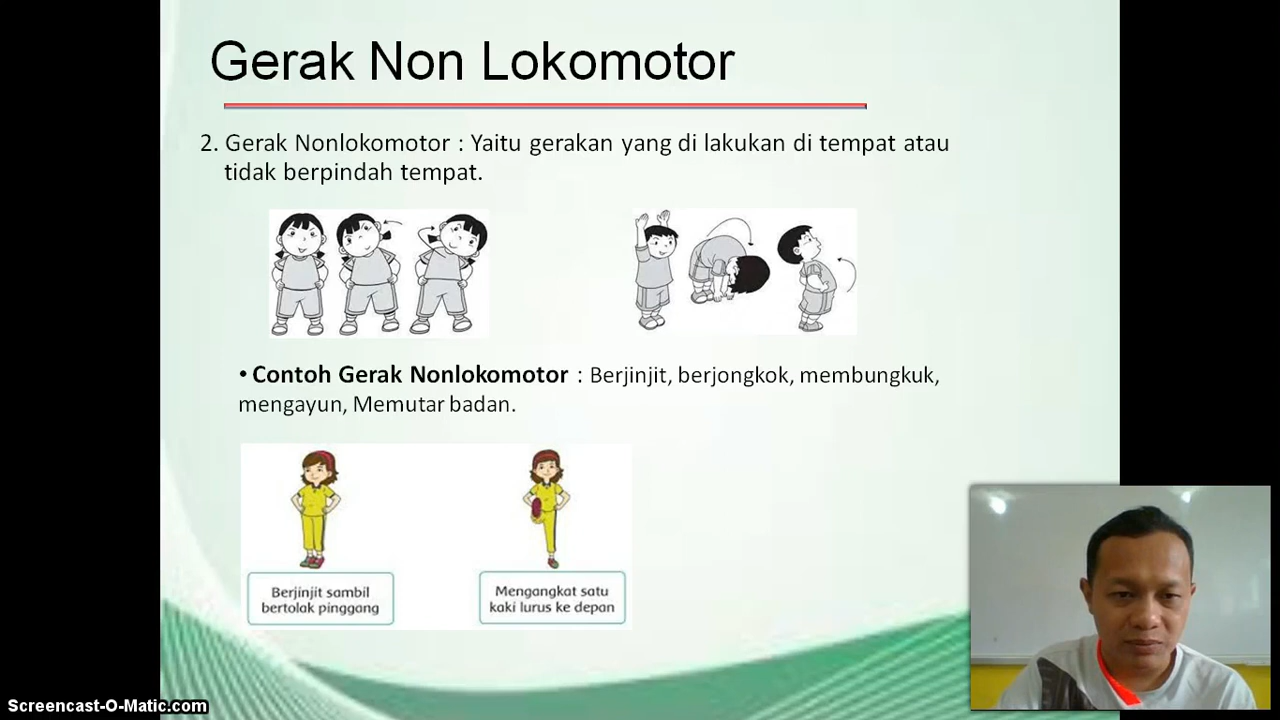 Gerak Non Lokomotor
2. Gerak Nonlokomotor : Yaitu gerakan yang di lakukan di tempat atau
tidak berpindah tempat.
• Contoh Gerak Nonlokomotor : Berjinjit, berjongkok, membungkuk,
mengayun, Memutar badan.
Berjinjit sambil
bertolak pinggang
Mengangkat satu
kaki lurus ke depan
Screencast-O-Matic.com